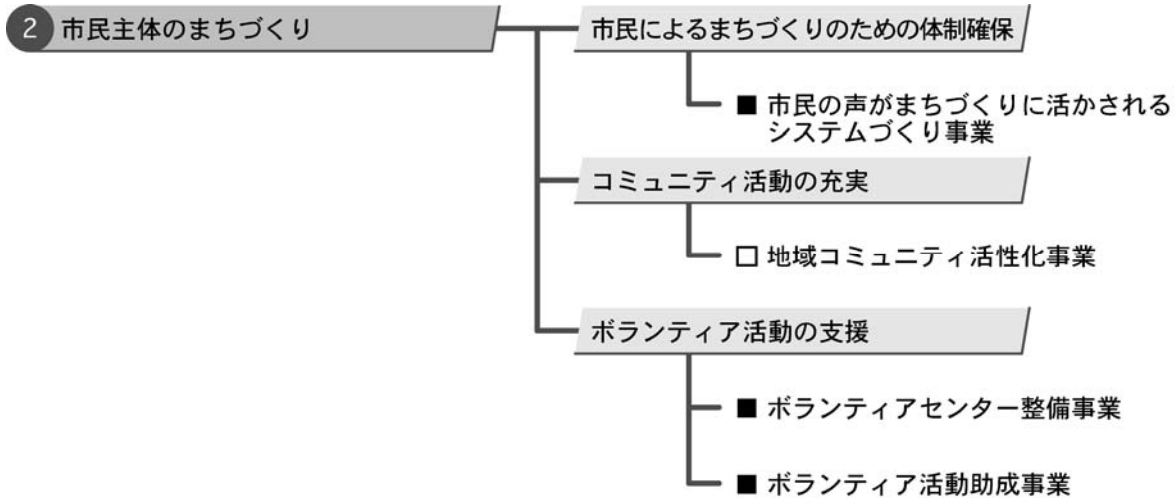 2 市民主体のまちづくり
市民によるまちづくりのための体制確保
■ 市民の声がまちづくりに活かされる
システムづくり事業
コミュニティ活動の充実
□ 地域コミュニティ活性化事業
ボランティア活動の支援
■ ボランティアセンター整備事業
■ ボランティア活動助成事業